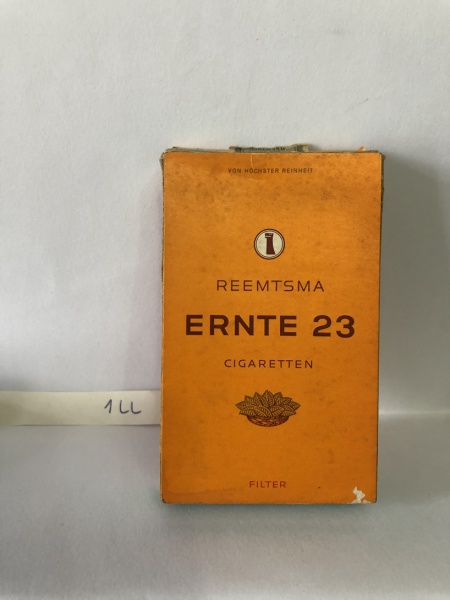 VON HÖCHSTER REINHEIT
REEMTSMA
ERNTE 23
CIGARETTEN
FILTER
1LL